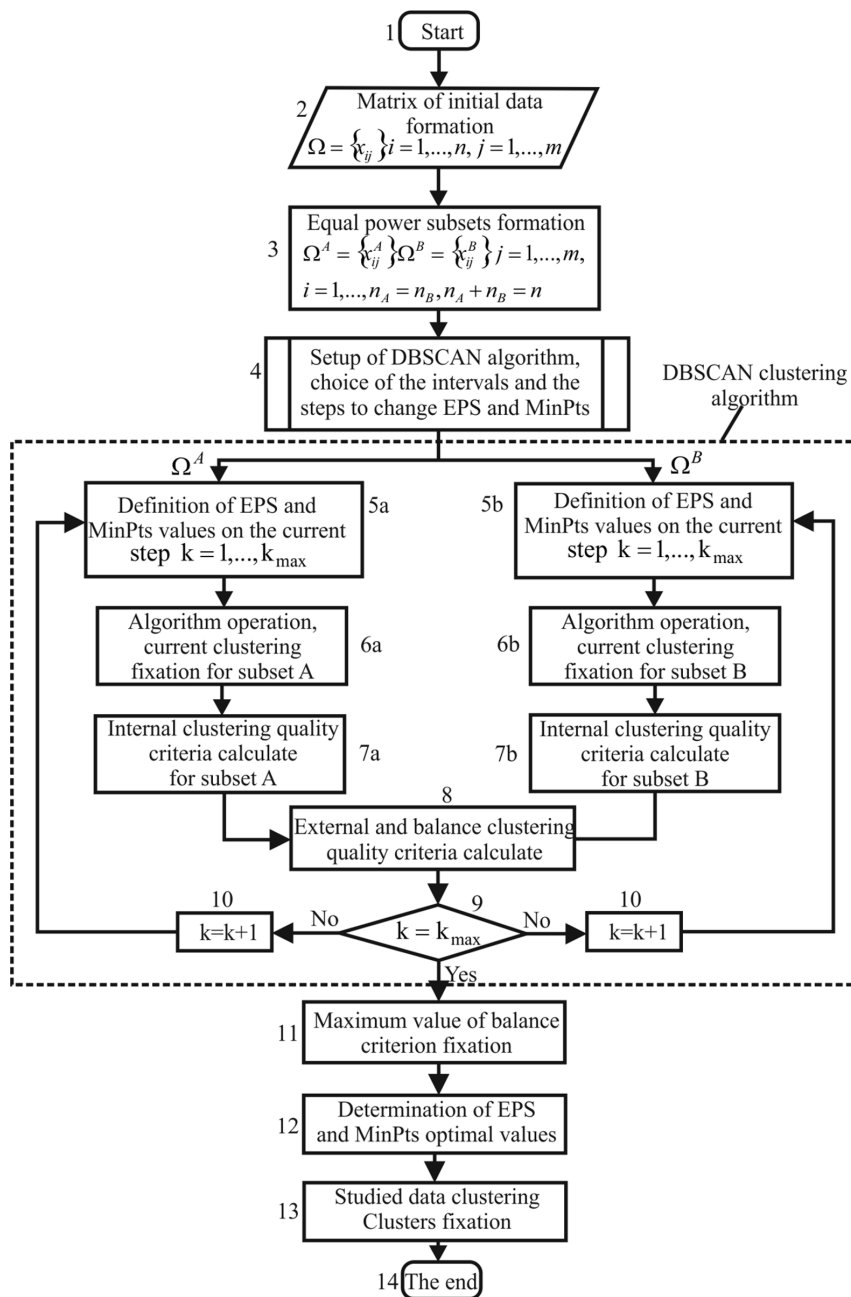 1 Start
2 Matrix of initial data
formation
Ω = {x_ij} i = 1,...,n, j = 1,...,m
Equal power subsets formation
3 Ω^A = {x_ij^A} Ω^B = {x_ij^B} j = 1,...,m,
i = 1,...,n_A = n_B, n_A + n_B = n
Setup of DBSCAN algorithm,
4 choice of the intervals and the
steps to change EPS and MinPts
DBSCAN clustering
algorithm
Ω^A
Definition of EPS and
MinPts values on the current
step k = 1,...,k_max
5a
Ω^B
5b
Definition of EPS and
MinPts values on the current
step k = 1,...,k_max
Algorithm operation,
current clustering
fixation for subset A
6a
6b
Algorithm operation,
current clustering
fixation for subset B
Internal clustering quality
criteria calculate
for subset A
7a
7b
Internal clustering quality
criteria calculate
for subset B
8
External and balance clustering
quality criteria calculate
10
k=k+1
No
9
k = k_max
No
10
k=k+1
Yes
11 Maximum value of balance
criterion fixation
12 Determination of EPS
and MinPts optimal values
13 Studied data clustering
Clusters fixation
14 The end